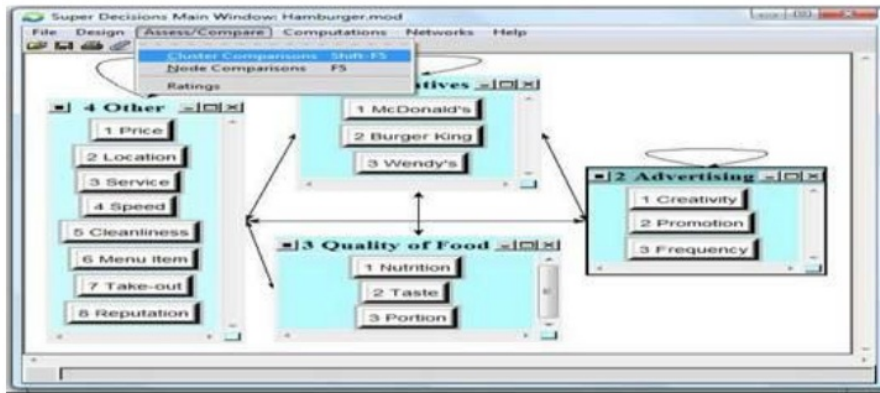 Super Decisions Main Window: Hamburger.mod
File Design Assess/Compare Computations Networks Help
Cluster Comparisons Shift-F5
Node Comparisons F5
Ratings
4 Other
1 Price
2 Location
3 Service
4 Speed
5 Cleanliness
6 Menu Item
7 Take-out
8 Reputation
atives
1 McDonald's
2 Burger King
3 Wendy's
3 Quality of Food
1 Nutrition
2 Taste
3 Portion
2 Advertising
1 Creativity
2 Promotion
3 Frequency